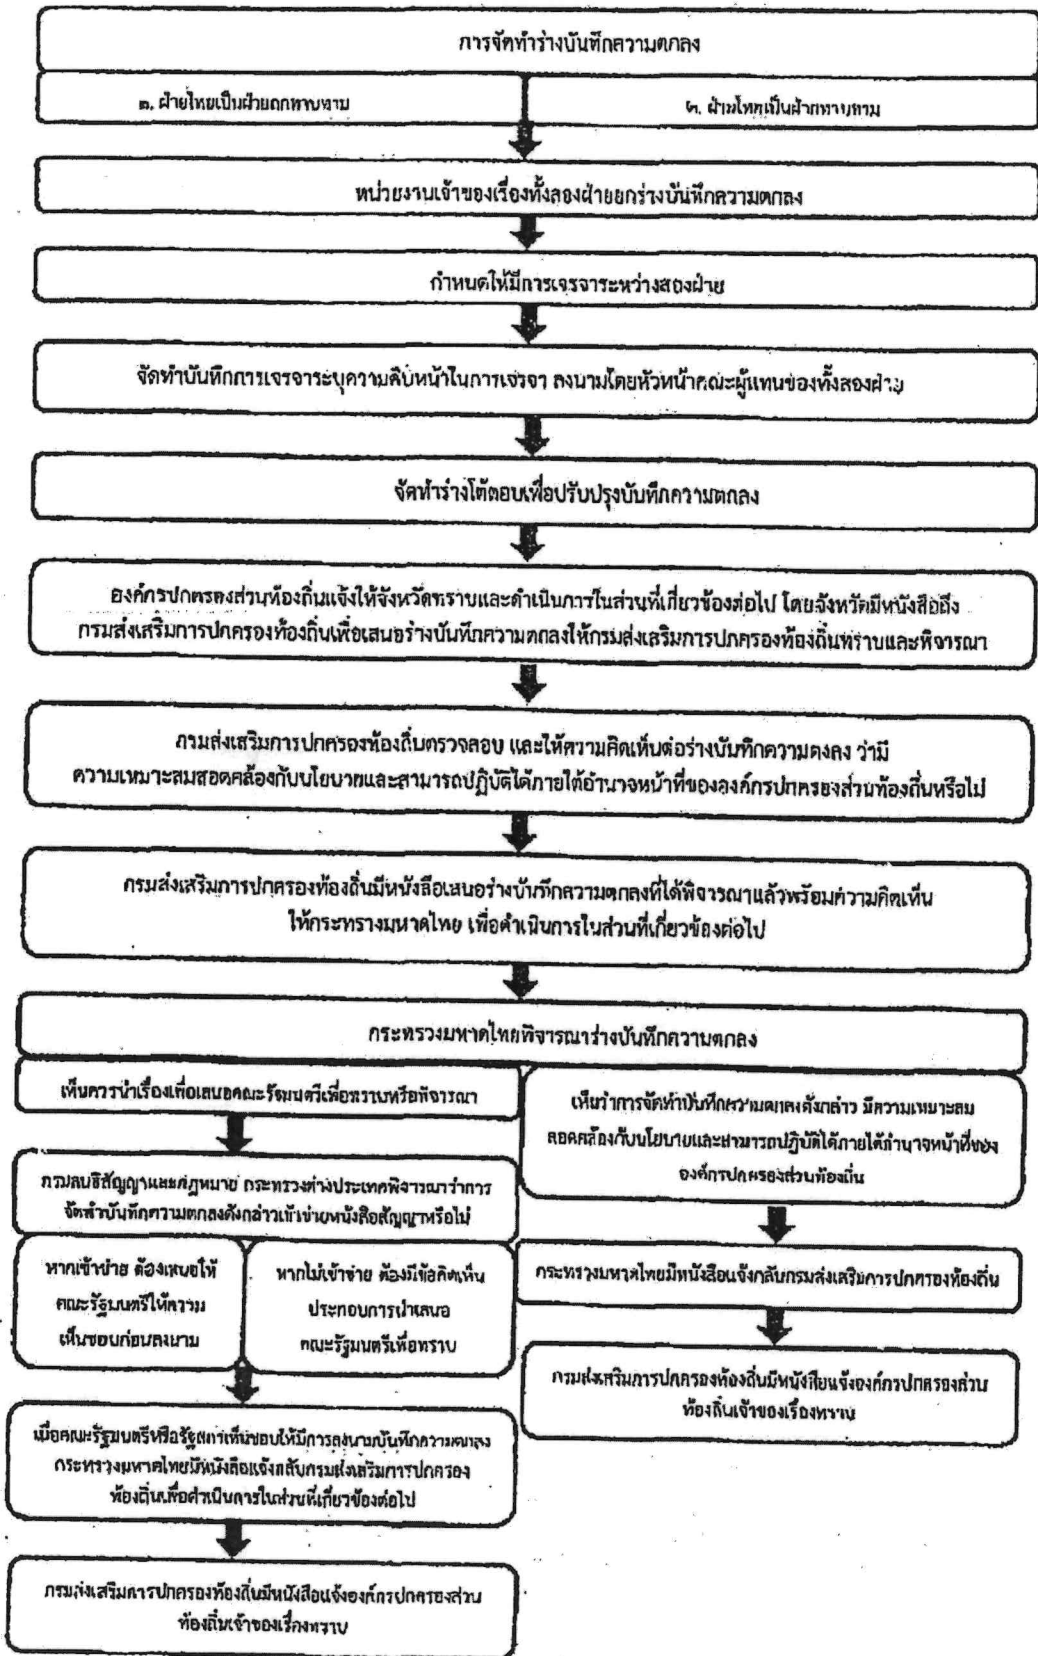 การจัดทำร่างบันทึกความตกลง
๑. ฝ่ายไทยเป็นฝ่ายถูกทาบทาม
๒. ฝ่ายไทยเป็นฝ่ายทาบทาม
หน่วยงานเจ้าของเรื่องทั้งสองฝ่ายยกร่างบันทึกความตกลง
กำหนดให้มีการเจรจาระหว่างสองฝ่าย
จัดทำบันทึกการเจรจาระบุความคืบหน้าในการเจรจา ลงนามโดยหัวหน้าคณะผู้แทนของทั้งสองฝ่าย
จัดทำร่างโต้ตอบเพื่อปรับปรุงบันทึกความตกลง
องค์กรปกครองส่วนท้องถิ่นแจ้งให้จังหวัดทราบและดำเนินการในส่วนที่เกี่ยวข้องต่อไป โดยจังหวัดมีหนังสือถึง
กรมส่งเสริมการปกครองท้องถิ่นเพื่อเสนอร่างบันทึกความตกลงให้กรมส่งเสริมการปกครองท้องถิ่นทราบและพิจารณา
กรมส่งเสริมการปกครองท้องถิ่นตรวจสอบ และให้ความคิดเห็นต่อร่างบันทึกความตกลง ว่ามี
ความเหมาะสมสอดคล้องกับนโยบายและสามารถปฏิบัติได้ภายใต้อำนาจหน้าที่ขององค์กรปกครองส่วนท้องถิ่นหรือไม่
กรมส่งเสริมการปกครองท้องถิ่นมีหนังสือเสนอร่างบันทึกความตกลงที่ได้พิจารณาแล้วพร้อมความคิดเห็น
ให้กระทรวงมหาดไทย เพื่อดำเนินการในส่วนที่เกี่ยวข้องต่อไป
กระทรวงมหาดไทยพิจารณาร่างบันทึกความตกลง
เห็นควรนำเรื่องเพื่อเสนอคณะรัฐมนตรีเพื่อทราบหรือพิจารณา
กรมสนธิสัญญาและกฎหมาย กระทรวงต่างประเทศพิจารณาว่าการ
จัดทำบันทึกความตกลงดังกล่าวเข้าข่ายหนังสือสัญญาหรือไม่
หากเข้าข่าย ต้องเสนอให้
คณะรัฐมนตรีให้ความ
เห็นชอบก่อนลงนาม
หากไม่เข้าข่าย ต้องมีข้อคิดเห็น
ประกอบการนำเสนอ
คณะรัฐมนตรีเพื่อทราบ
เมื่อคณะรัฐมนตรีหรือรัฐสภาเห็นชอบให้มีการลงนามบันทึกความตกลง
กระทรวงมหาดไทยมีหนังสือแจ้งกลับกรมส่งเสริมการปกครอง
ท้องถิ่นเพื่อดำเนินการในส่วนที่เกี่ยวข้องต่อไป
กรมส่งเสริมการปกครองท้องถิ่นมีหนังสือแจ้งองค์กรปกครองส่วน
ท้องถิ่นเจ้าของเรื่องทราบ
เห็นว่าการจัดทำบันทึกความตกลงดังกล่าว มีความเหมาะสม
สอดคล้องกับนโยบายและสามารถปฏิบัติได้ภายใต้อำนาจหน้าที่ของ
องค์กรปกครองส่วนท้องถิ่น
กระทรวงมหาดไทยมีหนังสือแจ้งกลับกรมส่งเสริมการปกครองท้องถิ่น
กรมส่งเสริมการปกครองท้องถิ่นมีหนังสือแจ้งองค์กรปกครองส่วน
ท้องถิ่นเจ้าของเรื่องทราบ